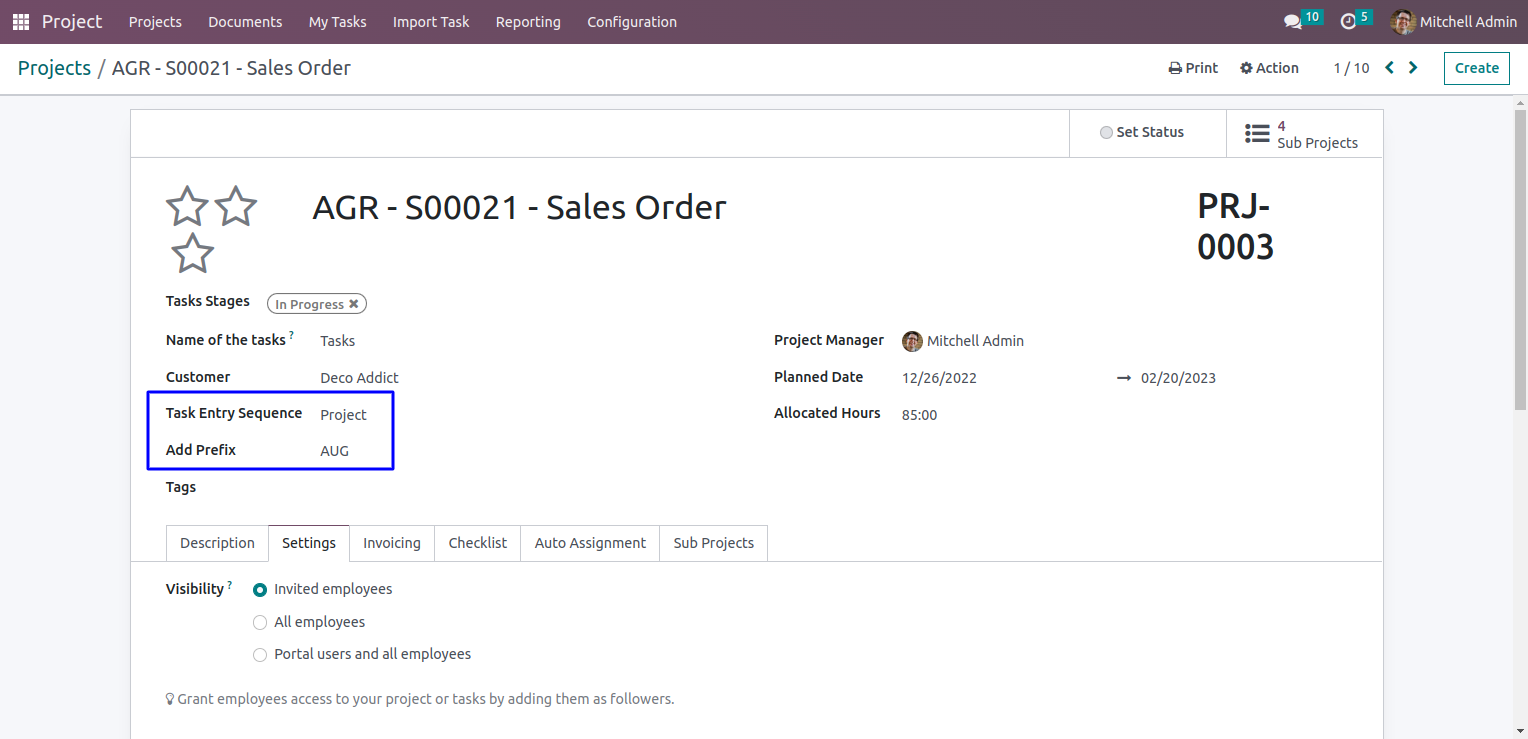 Project Projects Documents My Tasks Import Task Reporting Configuration 10 5 Mitchell Admin
Projects / AGR - S00021 - Sales Order Print Action 1 / 10 Create
Set Status 4
Sub Projects
AGR - S00021 - Sales Order PRJ-
0003
Tasks Stages In Progress
Name of the tasks ? Tasks Project Manager Mitchell Admin
Customer Deco Addict Planned Date 12/26/2022 → 02/20/2023
Task Entry Sequence Project Allocated Hours 85:00
Add Prefix AUG
Tags
Description Settings Invoicing Checklist Auto Assignment Sub Projects
Visibility ? Invited employees
All employees
Portal users and all employees
Grant employees access to your project or tasks by adding them as followers.